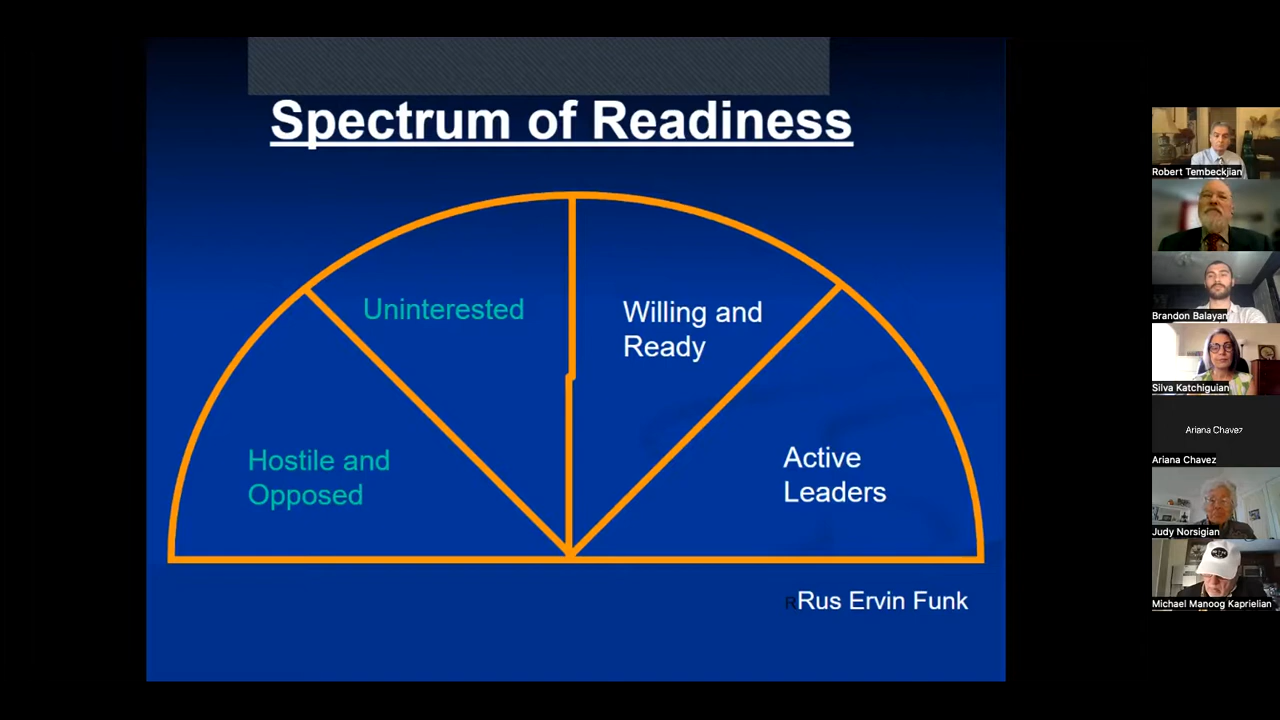 Spectrum of Readiness
Uninterested
Willing and
Ready
Hostile and
Opposed
Active
Leaders
RRus Ervin Funk
Robert Tembeckjian
Brandon Balayan
Silva Katchiguian
Ariana Chavez
Ariana Chavez
Judy Norsigian
Michael Manoog Kaprielian